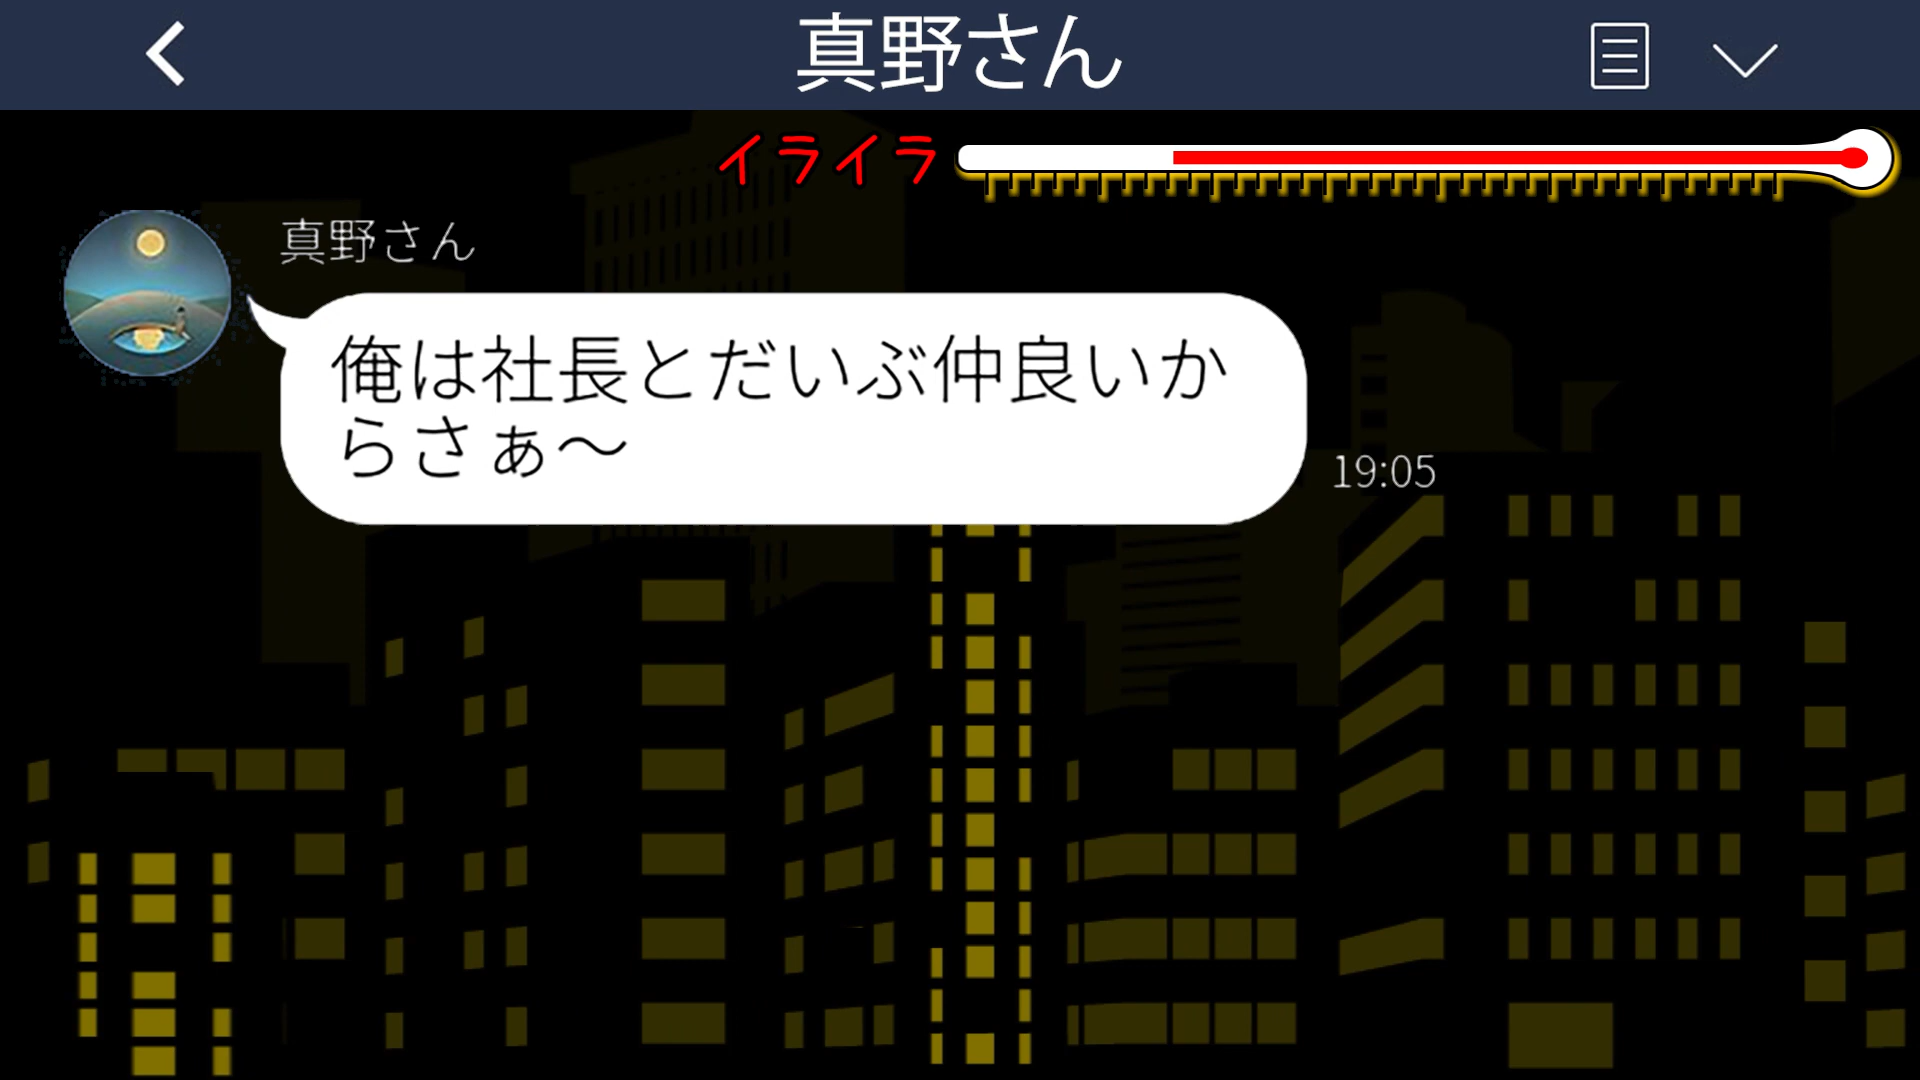 真野さん
イライラ
真野さん
俺は社長とだいぶ仲良いか
らさぁ～
19:05